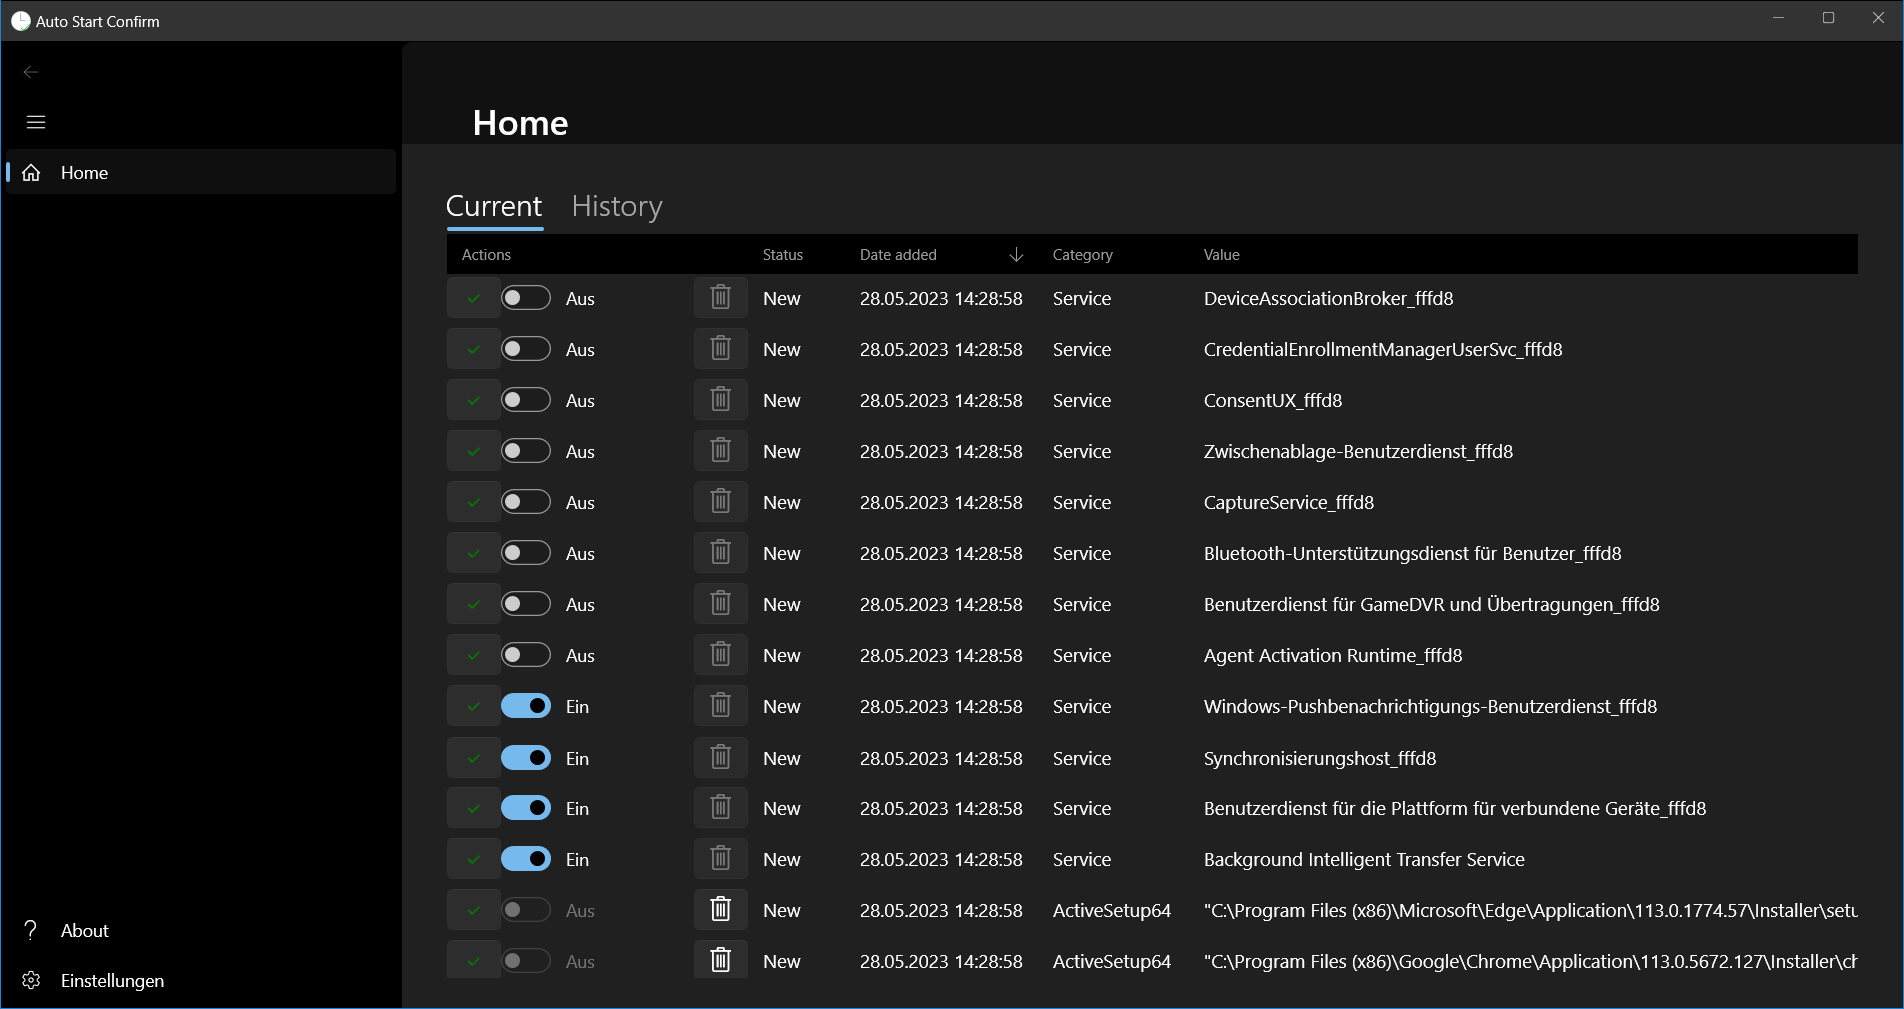 Auto Start Confirm
Home
Home
Current History
Actions Status Date added Category Value
Aus New 28.05.2023 14:28:58 Service DeviceAssociationBroker_fffd8
Aus New 28.05.2023 14:28:58 Service CredentialEnrollmentManagerUserSvc_fffd8
Aus New 28.05.2023 14:28:58 Service ConsentUX_fffd8
Aus New 28.05.2023 14:28:58 Service Zwischenablage-Benutzerdienst_fffd8
Aus New 28.05.2023 14:28:58 Service CaptureService_fffd8
Aus New 28.05.2023 14:28:58 Service Bluetooth-Unterstützungsdienst für Benutzer_fffd8
Aus New 28.05.2023 14:28:58 Service Benutzerdienst für GameDVR und Übertragungen_fffd8
Aus New 28.05.2023 14:28:58 Service Agent Activation Runtime_fffd8
Ein New 28.05.2023 14:28:58 Service Windows-Pushbenachrichtigungs-Benutzerdienst_fffd8
Ein New 28.05.2023 14:28:58 Service Synchronisierungshost_fffd8
Ein New 28.05.2023 14:28:58 Service Benutzerdienst für die Plattform für verbundene Geräte_fffd8
Ein New 28.05.2023 14:28:58 Service Background Intelligent Transfer Service
Aus New 28.05.2023 14:28:58 ActiveSetup64 "C:\Program Files (x86)\Microsoft\Edge\Application\113.0.1774.57\Installer\setu
Aus New 28.05.2023 14:28:58 ActiveSetup64 "C:\Program Files (x86)\Google\Chrome\Application\113.0.5672.127\Installer\ch
About
Einstellungen